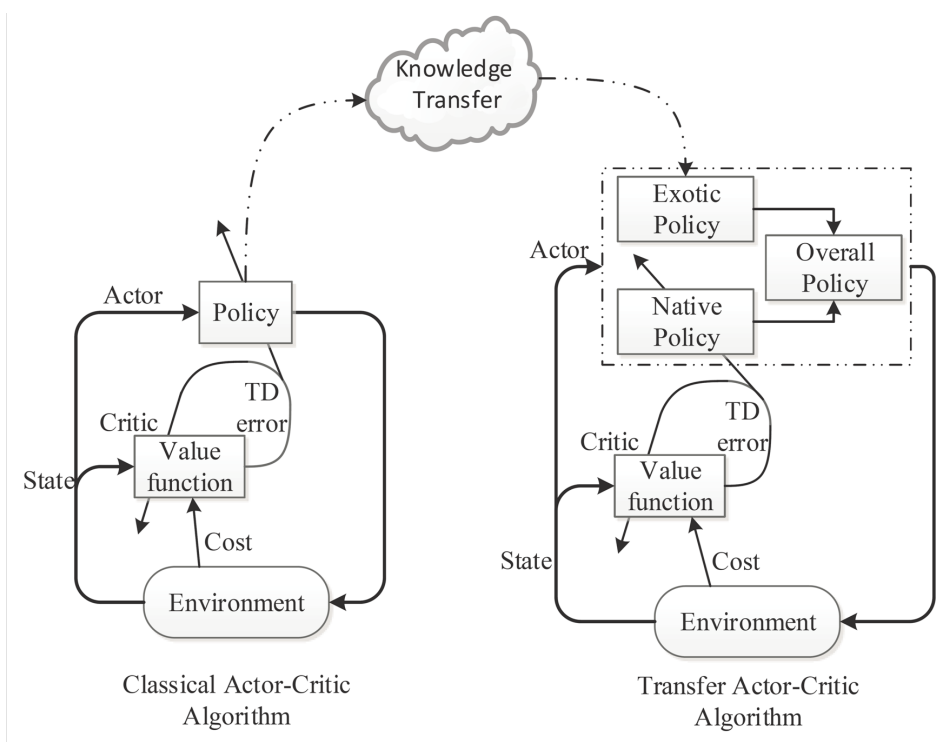 Knowledge
Transfer
Actor
Policy
TD
error
Critic
Value
function
State
Cost
Environment
Classical Actor-Critic
Algorithm
Exotic
Policy
Actor
Overall
Policy
Native
Policy
TD
error
Critic
Value
function
State
Cost
Environment
Transfer Actor-Critic
Algorithm